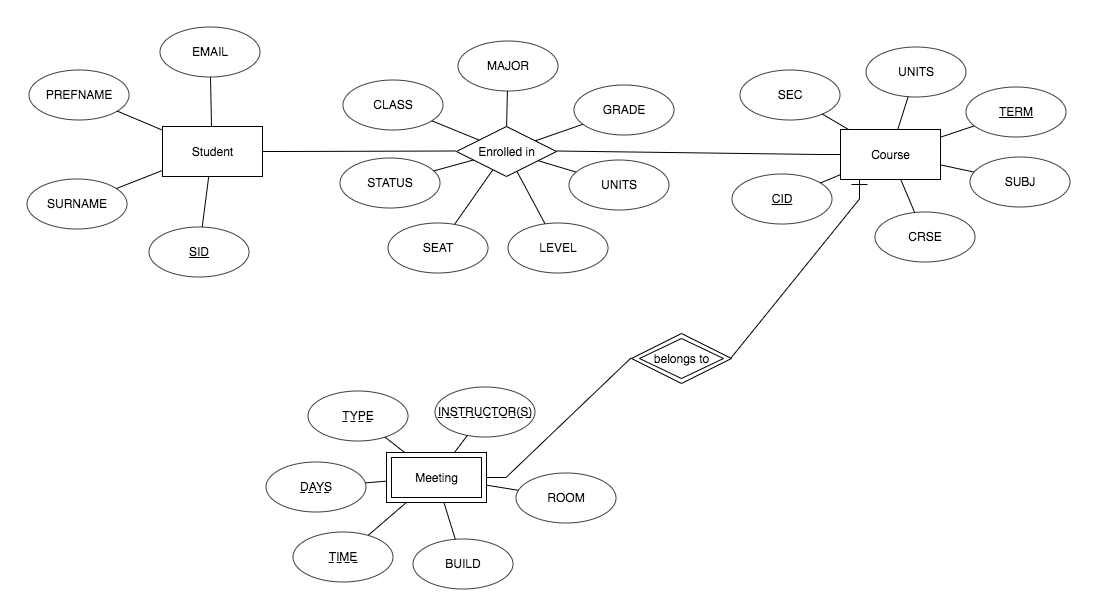 EMAIL
PREFNAME
Student
SURNAME
SID
MAJOR
CLASS
GRADE
Enrolled in
STATUS
UNITS
SEAT
LEVEL
UNITS
SEC
TERM
Course
SUBJ
CID
CRSE
belongs to
TYPE
INSTRUCTOR(S)
Meeting
DAYS
ROOM
TIME
BUILD